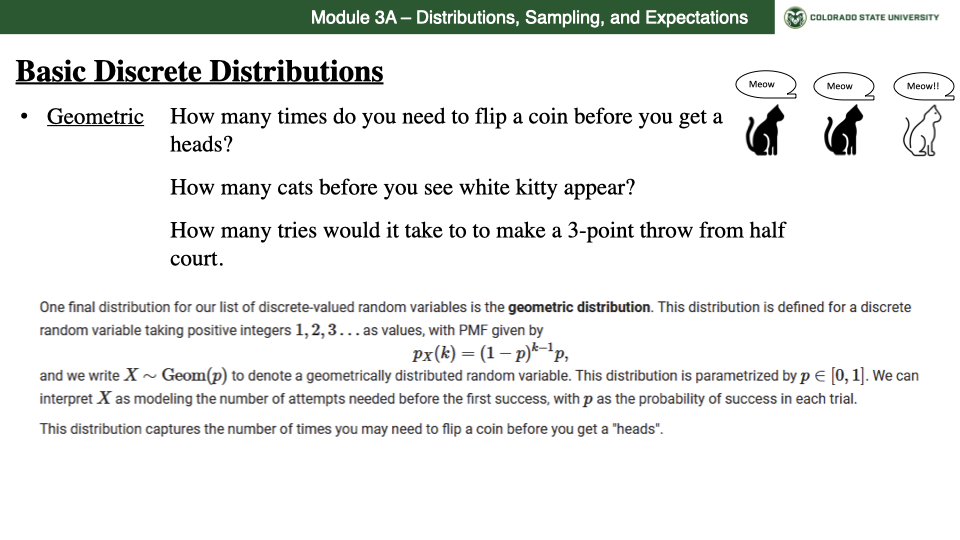 Module 3A – Distributions, Sampling, and Expectations
COLORADO STATE UNIVERSITY
Basic Discrete Distributions
Meow
Meow
Meow!!
• Geometric How many times do you need to flip a coin before you get a
heads?
How many cats before you see white kitty appear?
How many tries would it take to to make a 3-point throw from half
court.
One final distribution for our list of discrete-valued random variables is the geometric distribution. This distribution is defined for a discrete
random variable taking positive integers 1, 2, 3 . . . as values, with PMF given by
p_X(k) = (1 − p)^{k−1}p,
and we write X ∼ Geom(p) to denote a geometrically distributed random variable. This distribution is parametrized by p ∈ [0, 1]. We can
interpret X as modeling the number of attempts needed before the first success, with p as the probability of success in each trial.
This distribution captures the number of times you may need to flip a coin before you get a "heads".